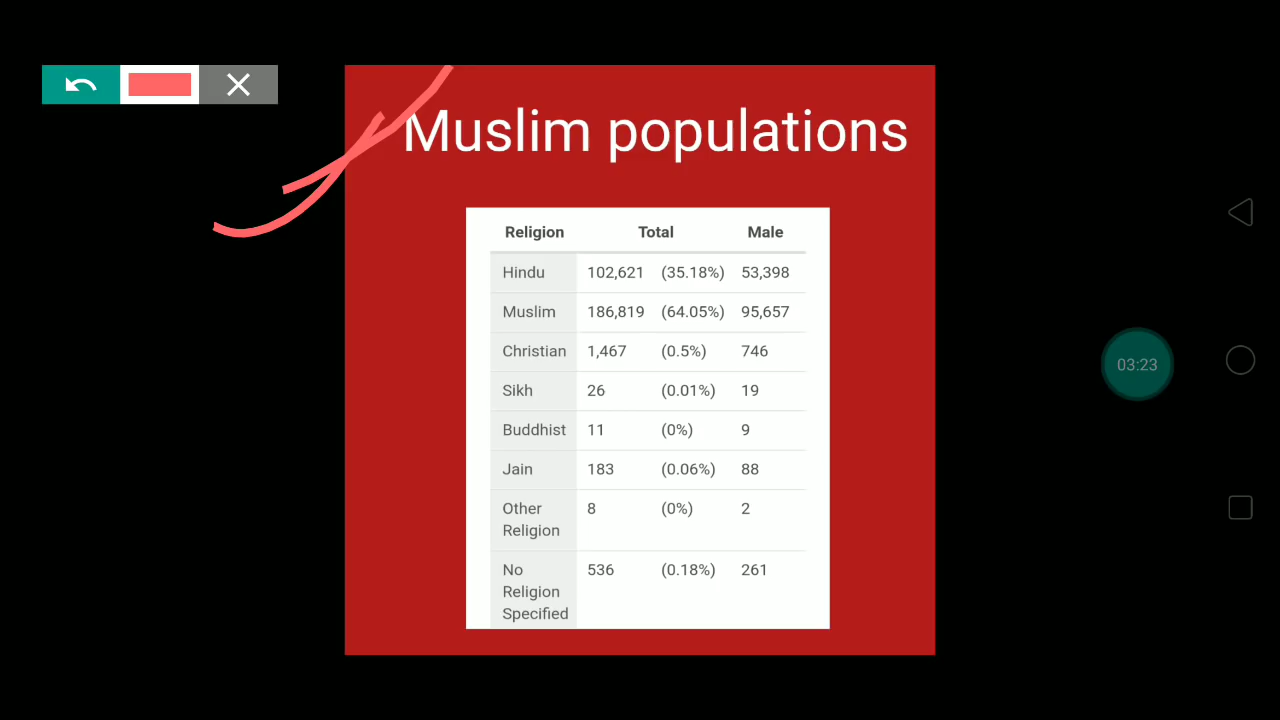 Muslim populations
Religion Total Male
Hindu 102,621 (35.18%) 53,398
Muslim 186,819 (64.05%) 95,657
Christian 1,467 (0.5%) 746
Sikh 26 (0.01%) 19
Buddhist 11 (0%) 9
Jain 183 (0.06%) 88
Other 8 (0%) 2
Religion
No 536 (0.18%) 261
Religion
Specified
03:23